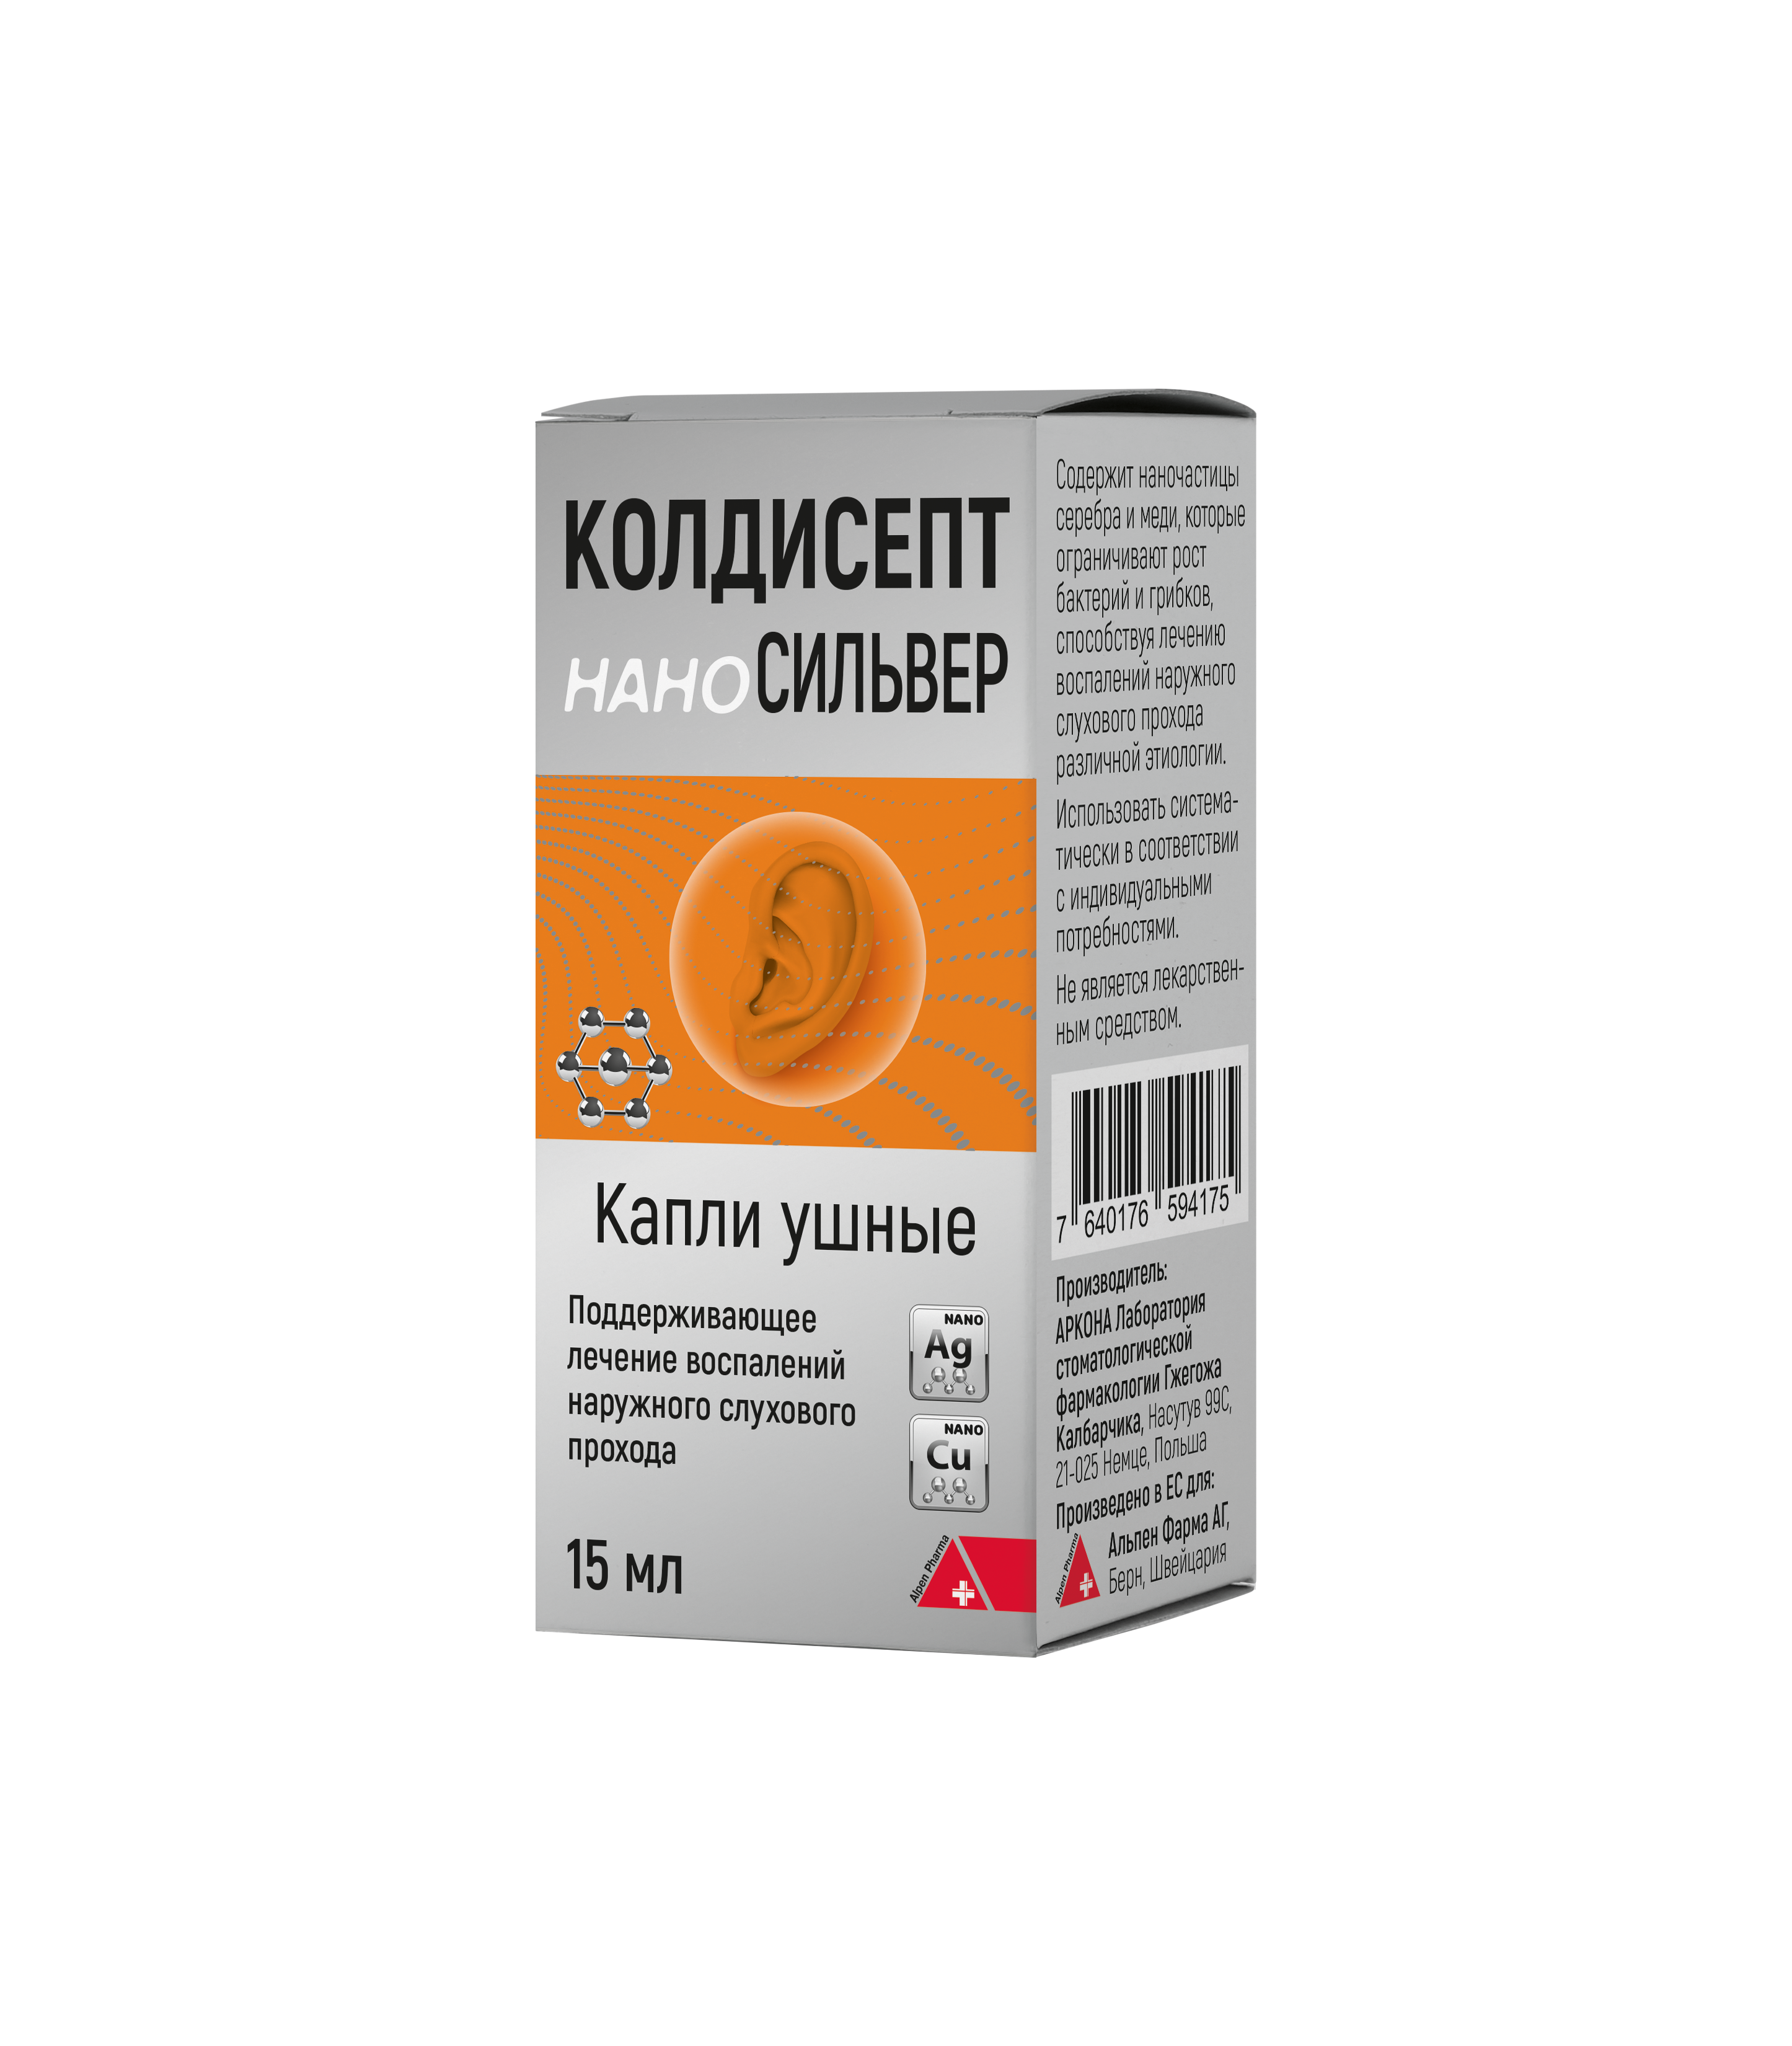 КОЛДИСЕПТ
НАНО СИЛЬВЕР
Капли ушные
Поддерживающее
лечение воспалений
наружного слухового
прохода
NANO
Ag
NANO
Cu
15 мл
Alpen Pharma
Содержит наночастицы
серебра и меди, которые
ограничивают рост
бактерий и грибков,
способствуя лечению
воспалений наружного
слухового прохода
различной этиологии.
Использовать система-
тически в соответствии
с индивидуальными
потребностями.
Не является лекарствен-
ным средством.
7 640176 594175
Производитель:
АРКОНА Лаборатория
стоматологической
фармакологии Гжегожа
Калбарчика, Насутув 99С,
21-025 Немце, Польша
Произведено в ЕС для:
Alpen Pharma
Альпен Фарма АГ,
Берн, Швейцария